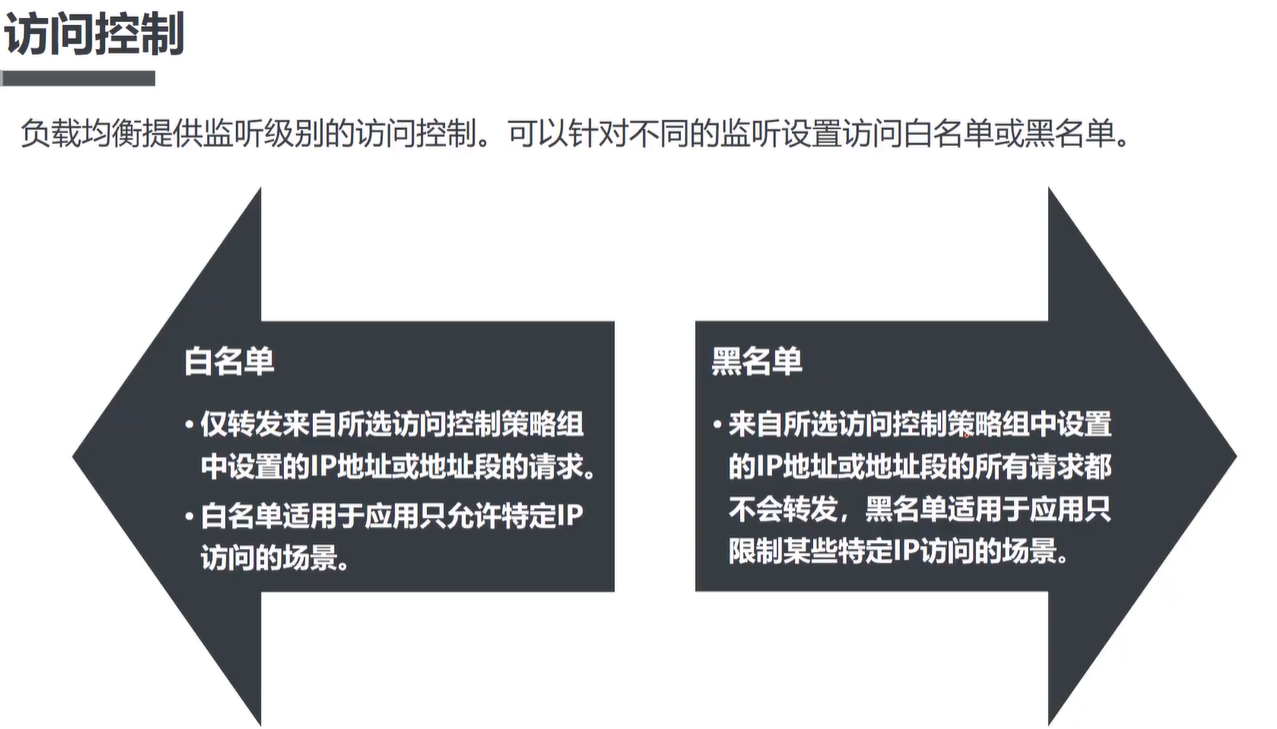 访问控制
负载均衡提供监听级别的访问控制。可以针对不同的监听设置访问白名单或黑名单。
白名单
• 仅转发来自所选访问控制策略组
中设置的IP地址或地址段的请求。
• 白名单适用于应用只允许特定IP
访问的场景。
黑名单
• 来自所选访问控制策略组中设置
的IP地址或地址段的所有请求都
不会转发，黑名单适用于应用只
限制某些特定IP访问的场景。